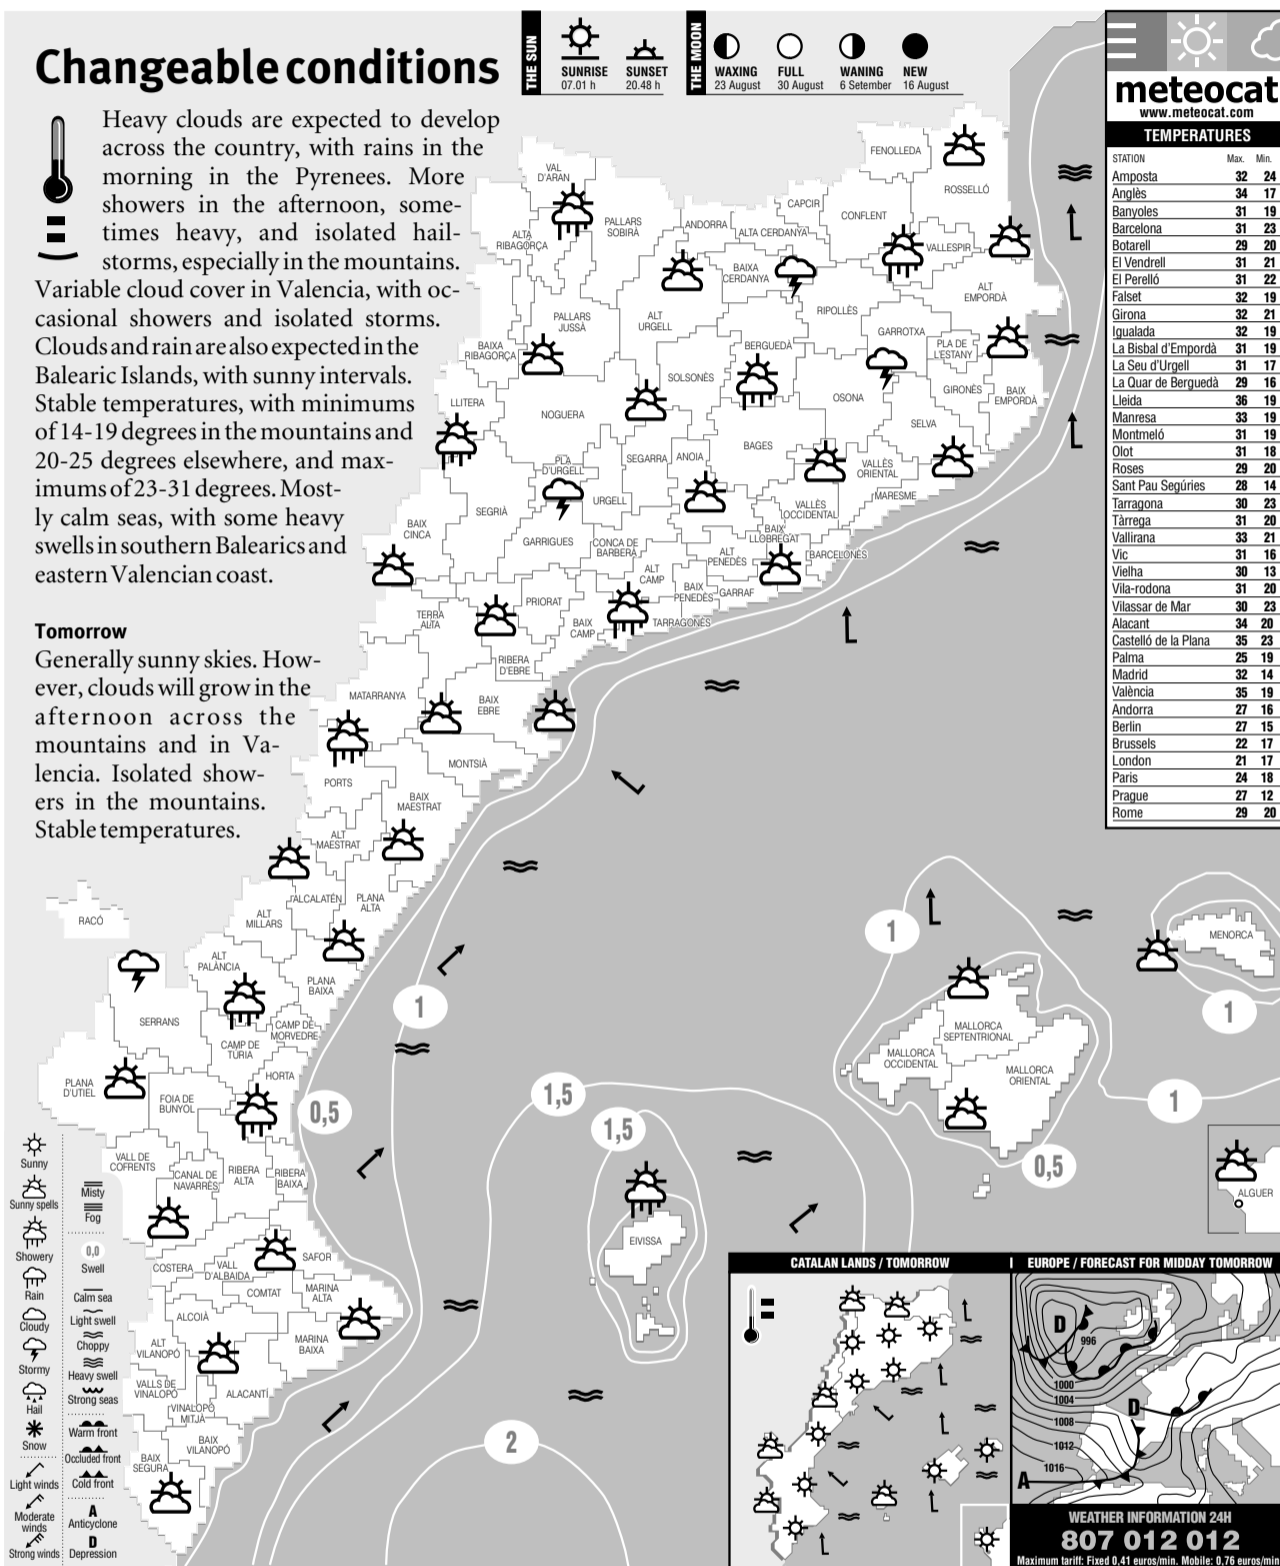 Changeable conditions
Heavy clouds are expected to develop
across the country, with rains in the
morning in the Pyrenees. More
showers in the afternoon, some-
times heavy, and isolated hail-
storms, especially in the mountains.
Variable cloud cover in Valencia, with oc-
casional showers and isolated storms.
Clouds and rain are also expected in the
Balearic Islands, with sunny intervals.
Stable temperatures, with minimums
of 14-19 degrees in the mountains and
20-25 degrees elsewhere, and max-
imums of 23-31 degrees. Most-
ly calm seas, with some heavy
swells in southern Balearics and
eastern Valencian coast.
Tomorrow
Generally sunny skies. How-
ever, clouds will grow in the
afternoon across the
mountains and in Va-
lencia. Isolated show-
ers in the mountains.
Stable temperatures.
THE SUN
SUNRISE
07.01 h
SUNSET
20.48 h
THE MOON
WAXING
23 August
FULL
30 August
WANING
6 Setember
NEW
16 August
meteocat
www.meteocat.com
TEMPERATURES
STATION Max. Min.
Amposta 32 24
Anglès 34 17
Banyoles 31 19
Barcelona 31 23
Botarell 29 20
El Vendrell 31 21
El Perelló 31 22
Falset 32 19
Girona 32 21
Igualada 32 19
La Bisbal d'Empordà 31 19
La Seu d'Urgell 31 17
La Quar de Berguedà 29 16
Lleida 36 19
Manresa 33 19
Montmeló 31 19
Olot 31 18
Roses 29 20
Sant Pau Segúries 28 14
Tarragona 30 23
Tàrrega 31 20
Vallirana 33 21
Vic 31 16
Vielha 30 13
Vila-rodona 31 20
Vilassar de Mar 30 23
Alacant 34 20
Castelló de la Plana 35 23
Palma 25 19
Madrid 32 14
València 35 19
Andorra 27 16
Berlin 27 15
Brussels 22 17
London 21 17
Paris 24 18
Prague 27 12
Rome 29 20
FENOLLEDA
VAL
D'ARAN
ROSSELLÓ
CAPCIR
CONFLENT
PALLARS
SOBIRÀ
ANDORRA
ALTA CERDANYA
ALTA
RIBAGORÇA
VALLESPIR
BAIXA
CERDANYA
ALT
EMPORDÀ
RIPOLLÈS
PALLARS
JUSSÀ
ALT
URGELL
GARROTXA
BAIXA
RIBAGORÇA
BERGUEDÀ
PLA DE
L'ESTANY
SOLSONÈS
GIRONÈS
BAIX
EMPORDÀ
LLITERA
NOGUERA
OSONA
SELVA
BAGES
PLA
D'URGELL
SEGARRA
ANOIA
VALLÈS
ORIENTAL
MARESME
URGELL
SEGRIÀ
VALLÈS
OCCIDENTAL
BAIX
CINCA
BAIX
LLOBREGAT
GARRIGUES
CONCA DE
BARBERÀ
ALT
PENEDÈS
BARCELONÈS
ALT
CAMP
BAIX
PENEDÈS
GARRAF
PRIORAT
TERRA
ALTA
BAIX
CAMP
TARRAGONÈS
RIBERA
D'EBRE
MATARRANYA
BAIX
EBRE
MONTSIÀ
PORTS
BAIX
MAESTRAT
ALT
MAESTRAT
ALCALATÉN
PLANA
ALTA
RACÓ
ALT
MILLARS
ALT
PALÀNCIA
PLANA
BAIXA
SERRANS
CAMP DE
MORVEDRE
CAMP DE
TÚRIA
HORTA
PLANA
D'UTIEL
FOIA DE
BUNYOL
VALL DE
COFRENTS
CANAL DE
NAVARRÈS
RIBERA
ALTA
RIBERA
BAIXA
SAFOR
COSTERA
VALL
D'ALBAIDA
COMTAT
MARINA
ALTA
ALCOIÀ
MARINA
BAIXA
ALT
VILANOPÓ
VALLS DE
VINALOPÓ
ALACANTÍ
VINALOPÓ
MITJÀ
BAIX
VILANOPÓ
BAIX
SEGURA
MENORCA
MALLORCA
SEPTENTRIONAL
MALLORCA
OCCIDENTAL
MALLORCA
ORIENTAL
EIVISSA
ALGUER
1
1
1
1
0,5
0,5
1,5
1,5
2
Sunny
Sunny spells
Showery
Rain
Cloudy
Stormy
Hail
Snow
Light winds
Moderate
winds
Strong winds
Misty
Fog
0,0
Swell
Calm sea
Light swell
Choppy
Heavy swell
Strong seas
Warm front
Occluded front
Cold front
A
Anticyclone
D
Depression
CATALAN LANDS / TOMORROW
EUROPE / FORECAST FOR MIDDAY TOMORROW
D
996
1000
1004
1008
1012
1016
D
A
WEATHER INFORMATION 24H
807 012 012
Maximum tariff: Fixed 0,41 euros/min. Mobile: 0,76 euros/min